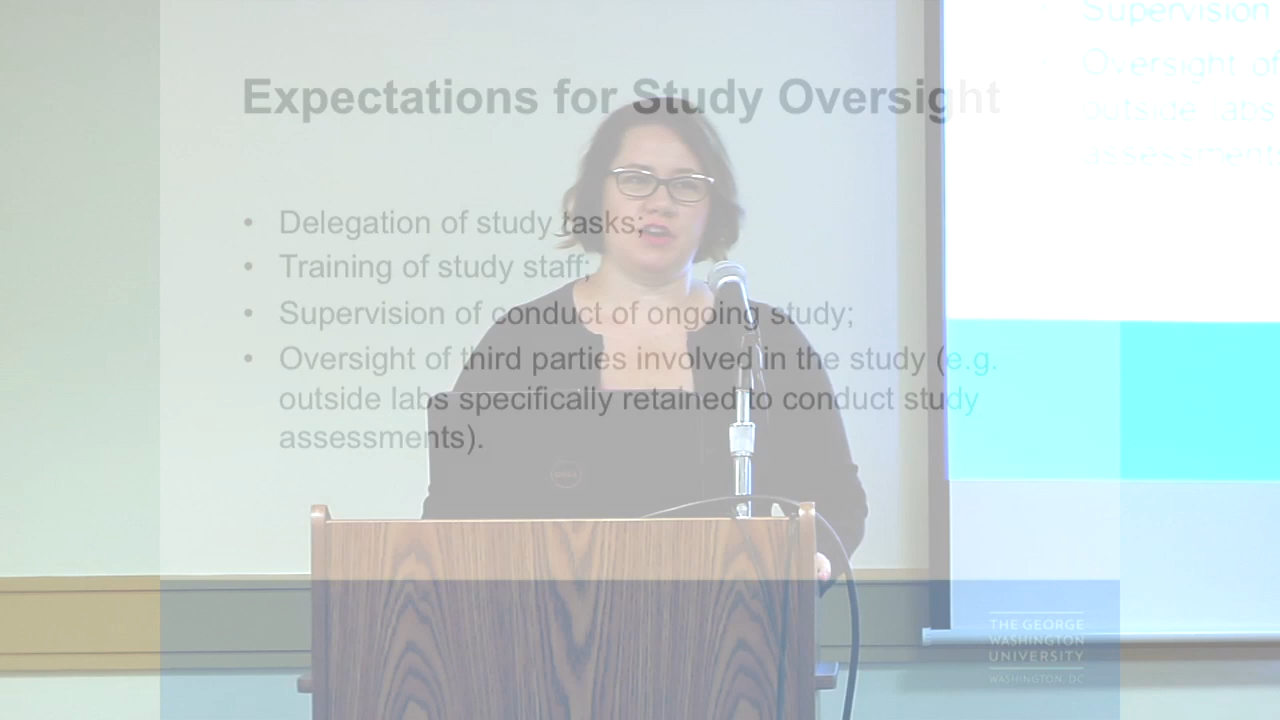 Expectations for Study Oversight
• Delegation of study tasks;
• Training of study staff;
• Supervision of conduct of ongoing study;
• Oversight of third parties involved in the study (e.g.
outside labs specifically retained to conduct study
assessments).
Supervision
Oversight of
outside labs
assessments
DELL
THE GEORGE
WASHINGTON
UNIVERSITY
WASHINGTON, DC